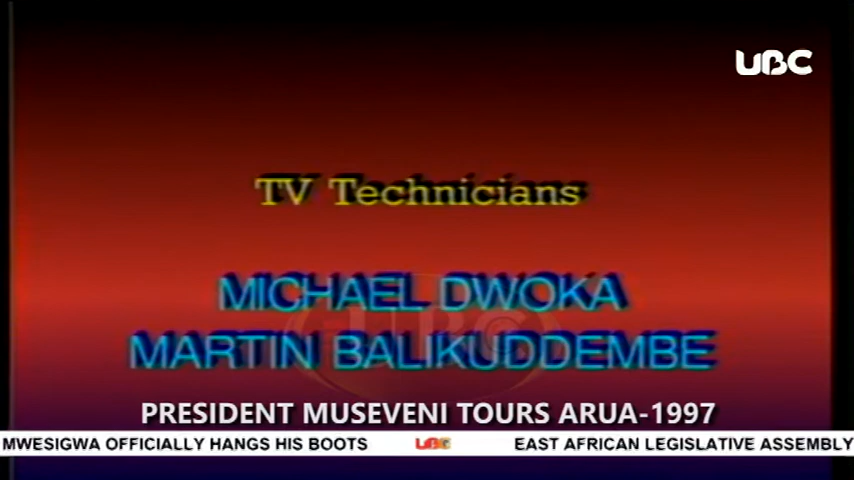 UBC
TV Technicians
MICHAEL DWOKA
MARTIN BALIKUDDEMBE
UBC
PRESIDENT MUSEVENI TOURS ARUA-1997
MWESIGWA OFFICIALLY HANGS HIS BOOTS UBC EAST AFRICAN LEGISLATIVE ASSEMBLY